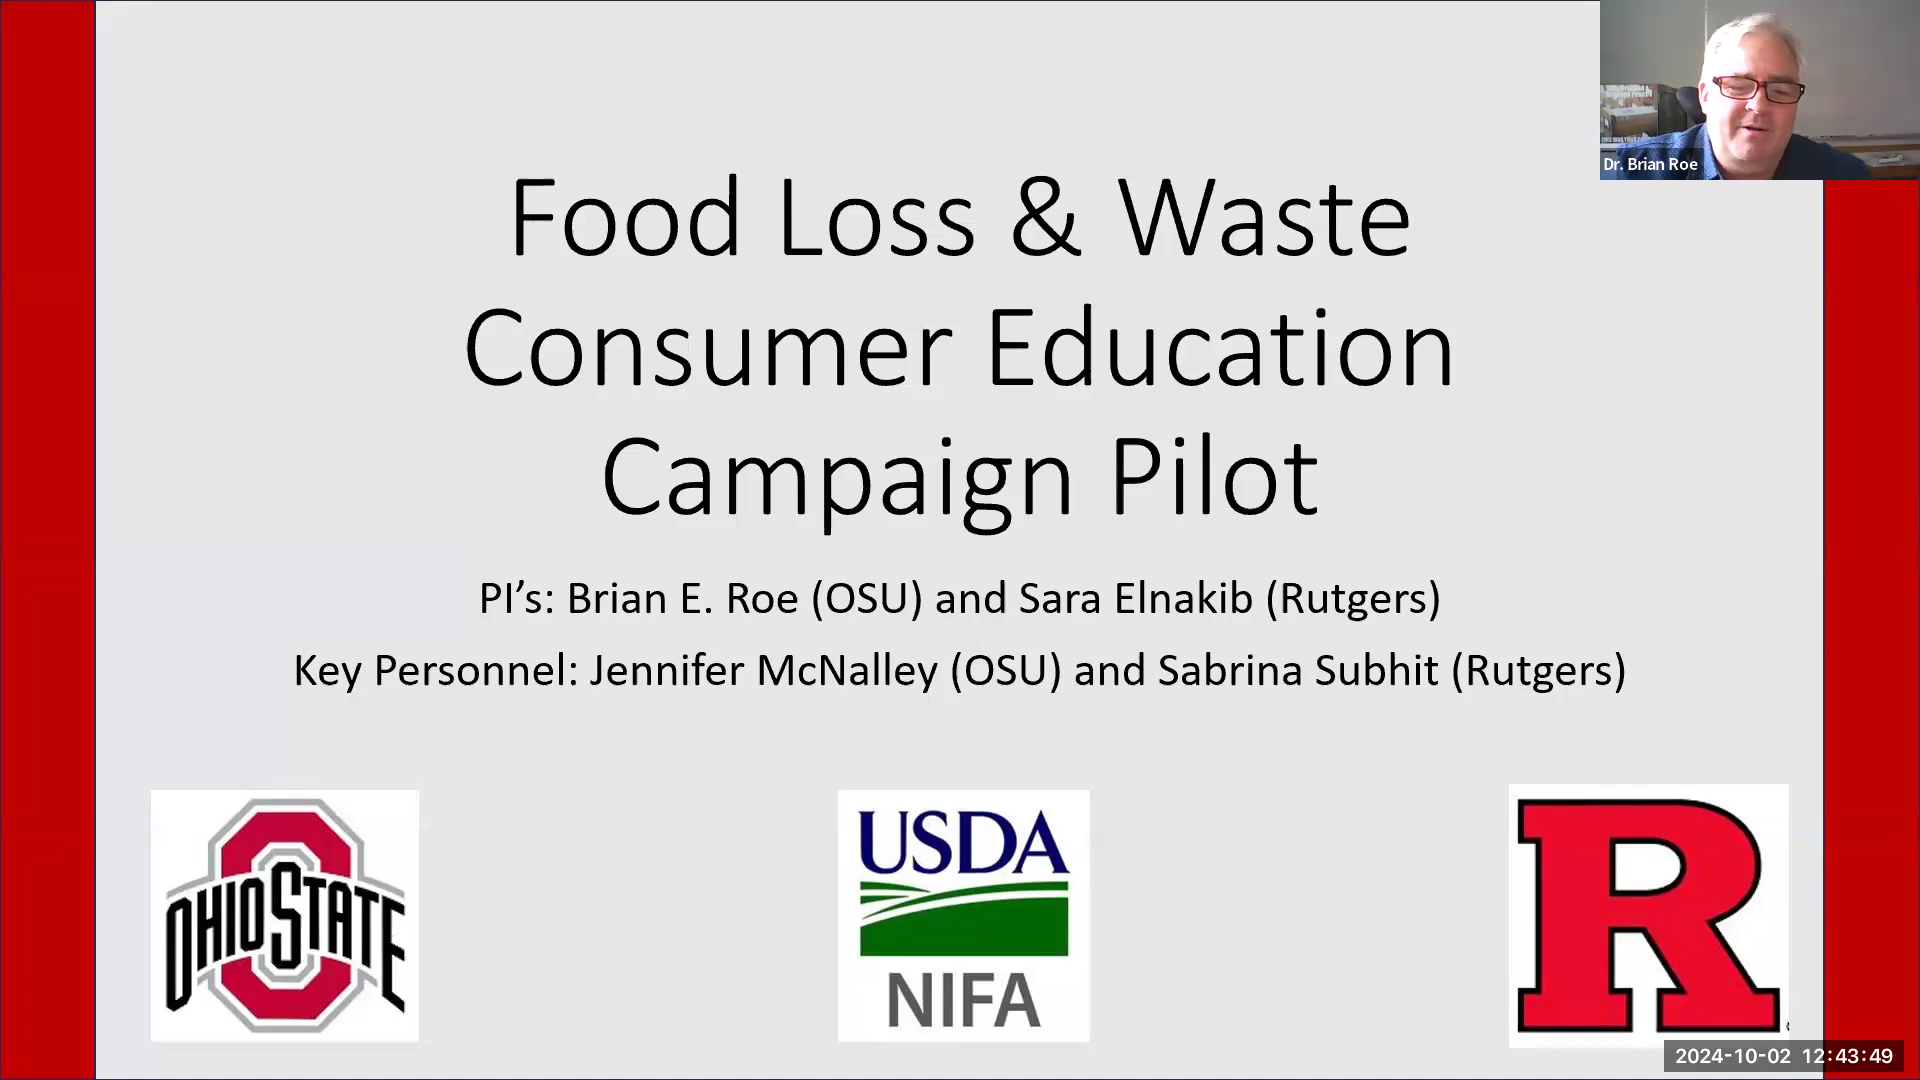 Dr. Brian Roe
Food Loss & Waste
Consumer Education
Campaign Pilot
PI’s: Brian E. Roe (OSU) and Sara Elnakib (Rutgers)
Key Personnel: Jennifer McNalley (OSU) and Sabrina Subhit (Rutgers)
OHIO STATE
USDA
NIFA
R
2024-10-02 12:43:49